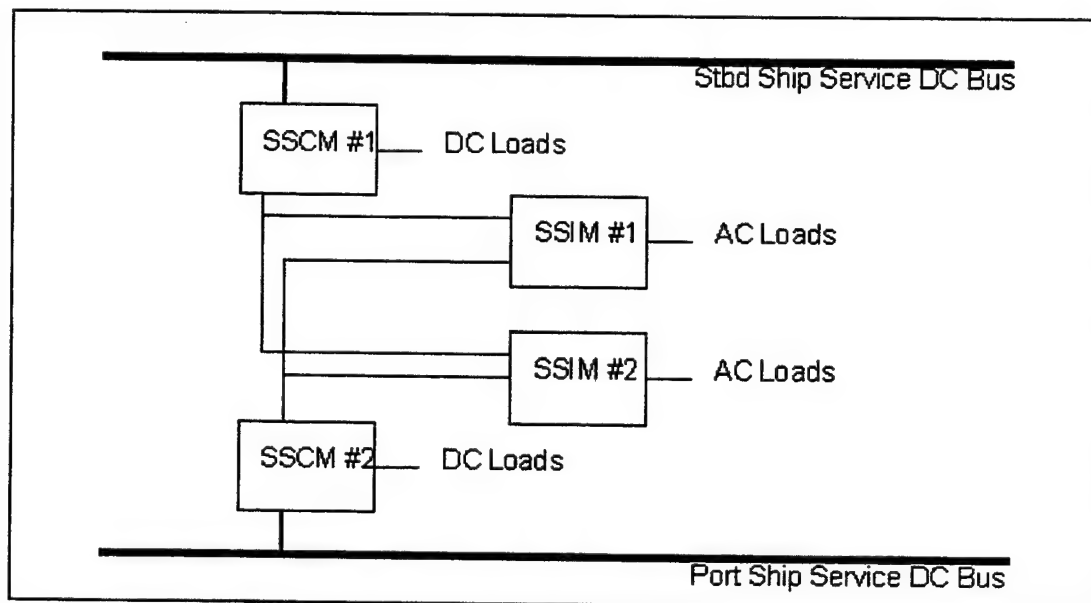 Stbd Ship Service DC Bus
SSCM #1
DC Loads
SSIM #1
AC Loads
SSIM #2
AC Loads
SSCM #2
DC Loads
Port Ship Service DC Bus